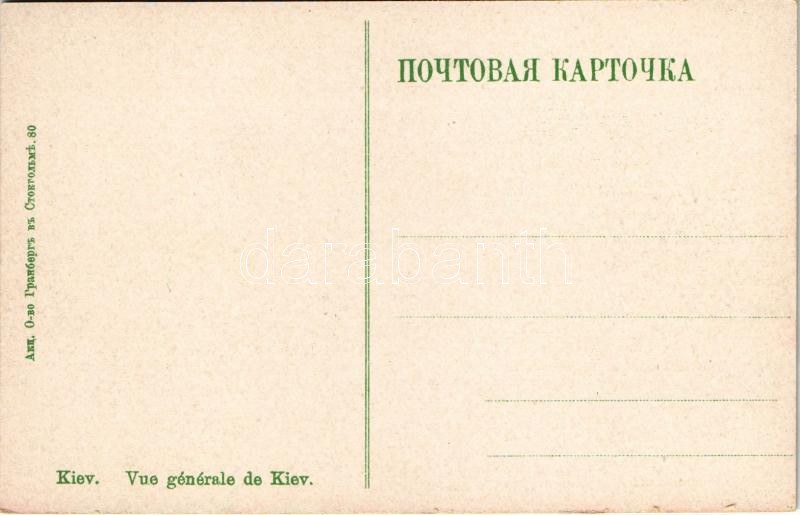 ПОЧТОВАЯ КАРТОЧКА
Акц. О-во Гранбергъ въ Стокгольмѣ. 80
darabanth
Kiev. Vue générale de Kiev.